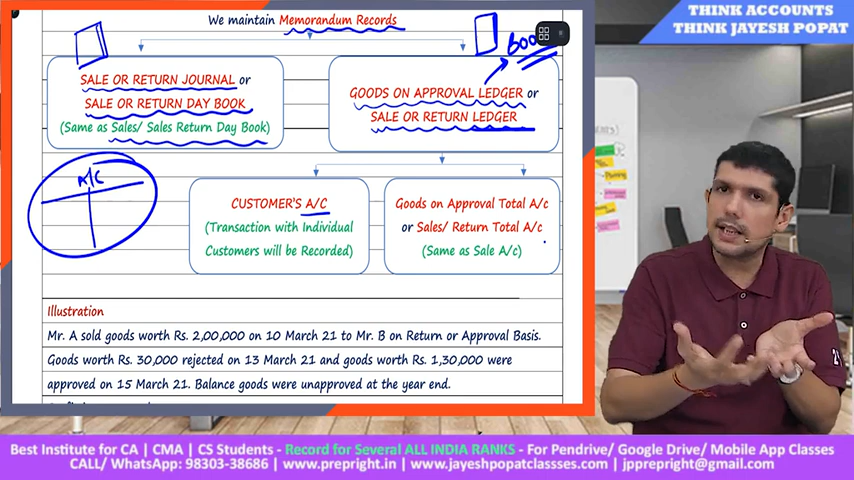 THINK ACCOUNTS
THINK JAYESH POPAT
We maintain Memorandum Records
SALE OR RETURN JOURNAL or
SALE OR RETURN DAY BOOK
(Same as Sales/ Sales Return Day Book)
GOODS ON APPROVAL LEDGER or
SALE OR RETURN LEDGER
A/C
CUSTOMER'S A/C
(Transaction with Individual
Customers will be Recorded)
Goods on Approval Total A/c
or Sales/ Return Total A/c
(Same as Sale A/c)
Illustration
Mr. A sold goods worth Rs. 2,00,000 on 10 March 21 to Mr. B on Return or Approval Basis.
Goods worth Rs. 30,000 rejected on 13 March 21 and goods worth Rs. 1,30,000 were
approved on 15 March 21. Balance goods were unapproved at the year end.
Best Institute for CA | CMA | CS Students - Record for Several ALL INDIA RANKS - For Pendrive/ Google Drive/ Mobile App Classes
CALL/ WhatsApp: 98303-38686 | www.prepright.in | www.jayeshpopatclassses.com | jpprepright@gmail.com